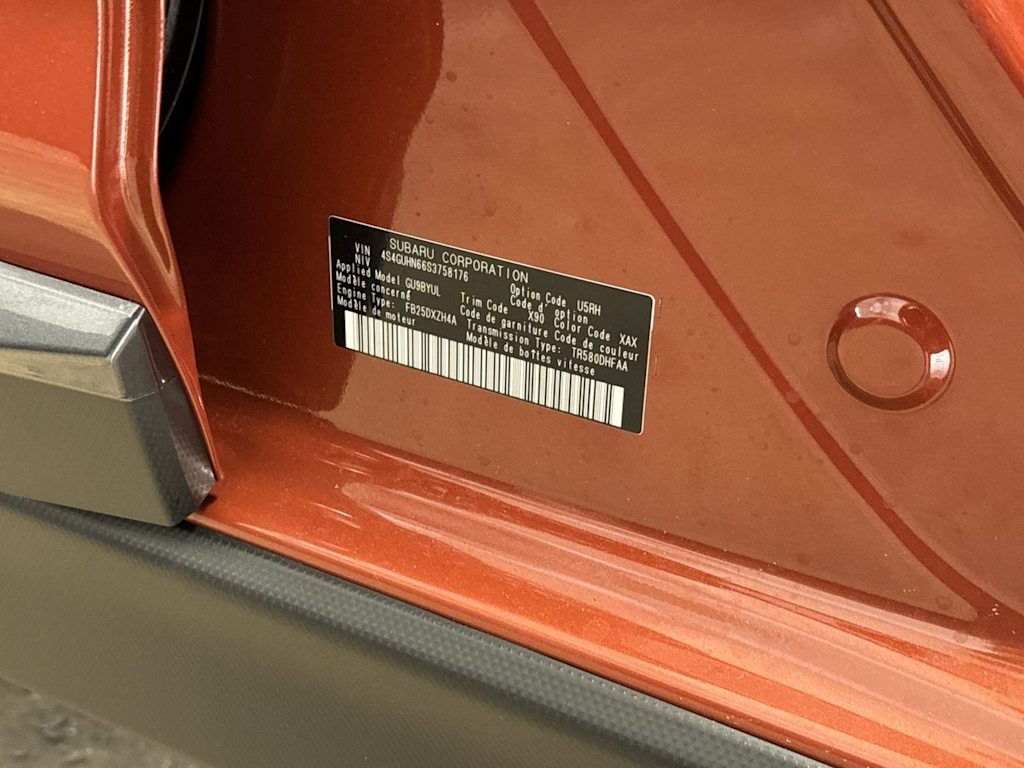 SUBARU CORPORATION
VIN 4S4GUHN66S3758176
NIV
Applied Model GU9BYUL Option Code U5RH
Modèle concerné Code d' option
Trim Code X90 Color Code XAX
Code de garniture Code de couleur
Engine Type: FB25DXZH4A Transmission Type: TR580DHFAA
Modèle de moteur Modèle de boîtes vitesse